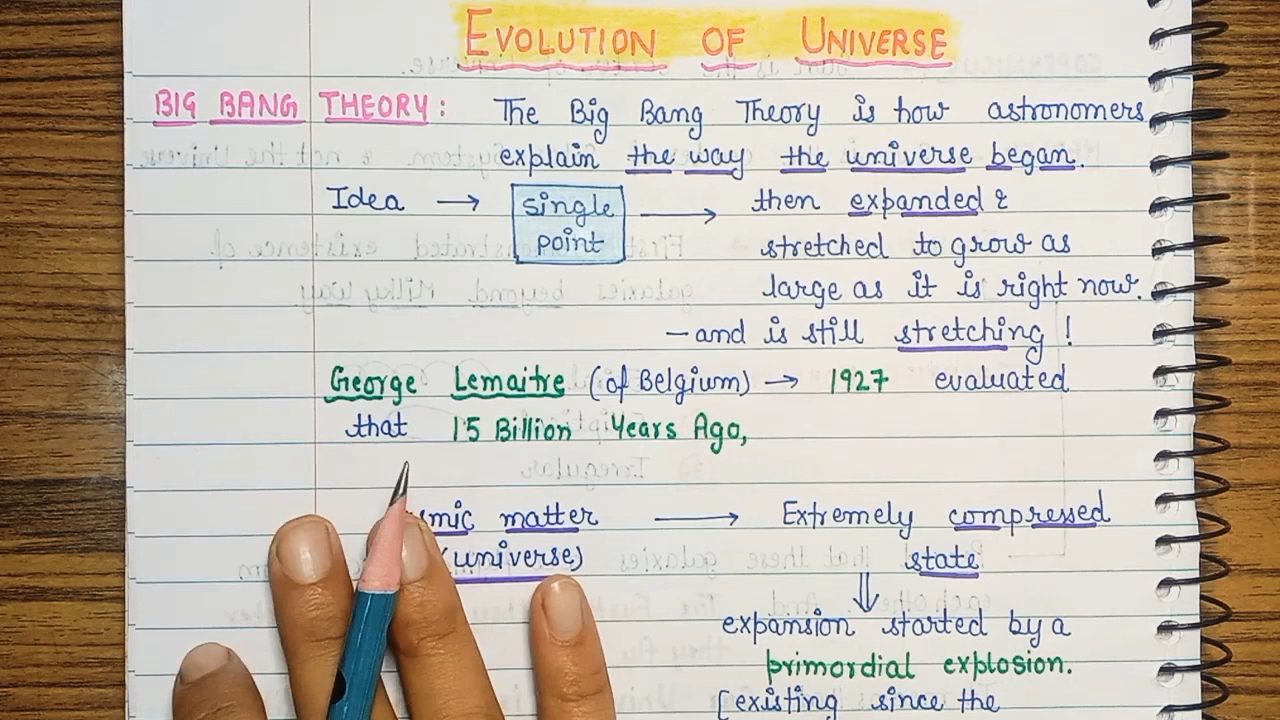 EVOLUTION OF UNIVERSE
BIG BANG THEORY: The Big Bang Theory is how astronomers
explain the way the universe began.
Idea → single point → then expanded &
stretched to grow as
large as it is right now.
– and is still stretching!
George Lemaitre (of Belgium) → 1927 evaluated
that 15 Billion Years Ago,
smic matter → Extremely compressed
(universe) state
⇓
expansion started by a
primordial explosion.
[existing since the